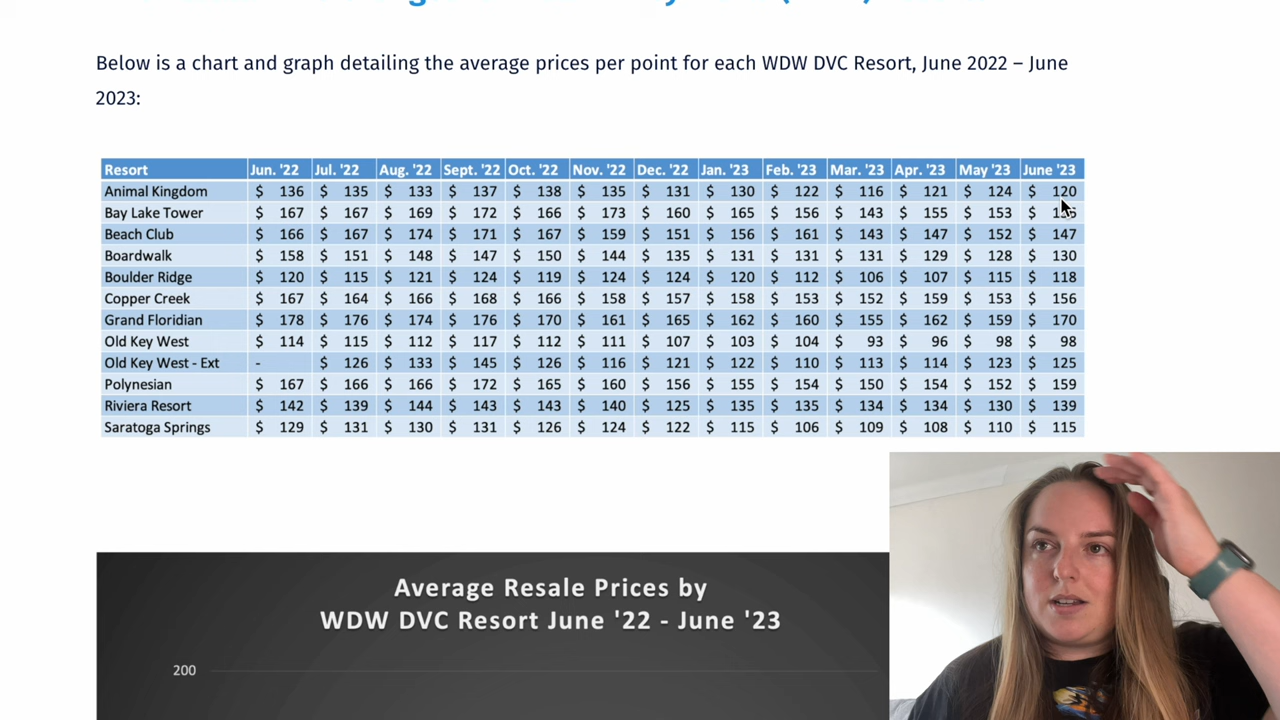 Below is a chart and graph detailing the average prices per point for each WDW DVC Resort, June 2022 – June
2023:
Resort Jun. '22 Jul. '22 Aug. '22 Sept. '22 Oct. '22 Nov. '22 Dec. '22 Jan. '23 Feb. '23 Mar. '23 Apr. '23 May '23 June '23
Animal Kingdom $ 136 $ 135 $ 133 $ 137 $ 138 $ 135 $ 131 $ 130 $ 122 $ 116 $ 121 $ 124 $ 120
Bay Lake Tower $ 167 $ 167 $ 169 $ 172 $ 166 $ 173 $ 160 $ 165 $ 156 $ 143 $ 155 $ 153 $
Beach Club $ 166 $ 167 $ 174 $ 171 $ 167 $ 159 $ 151 $ 156 $ 161 $ 143 $ 147 $ 152 $ 147
Boardwalk $ 158 $ 151 $ 148 $ 147 $ 150 $ 144 $ 135 $ 131 $ 131 $ 131 $ 129 $ 128 $ 130
Boulder Ridge $ 120 $ 115 $ 121 $ 124 $ 119 $ 124 $ 124 $ 120 $ 112 $ 106 $ 107 $ 115 $ 118
Copper Creek $ 167 $ 164 $ 166 $ 168 $ 166 $ 158 $ 157 $ 158 $ 153 $ 152 $ 159 $ 153 $ 156
Grand Floridian $ 178 $ 176 $ 174 $ 176 $ 170 $ 161 $ 165 $ 162 $ 160 $ 155 $ 162 $ 159 $ 170
Old Key West $ 114 $ 115 $ 112 $ 117 $ 112 $ 111 $ 107 $ 103 $ 104 $ 93 $ 96 $ 98 $ 98
Old Key West - Ext - $ 126 $ 133 $ 145 $ 126 $ 116 $ 121 $ 122 $ 110 $ 113 $ 114 $ 123 $ 125
Polynesian $ 167 $ 166 $ 166 $ 172 $ 165 $ 160 $ 156 $ 155 $ 154 $ 150 $ 154 $ 152 $ 159
Riviera Resort $ 142 $ 139 $ 144 $ 143 $ 143 $ 140 $ 125 $ 135 $ 135 $ 134 $ 134 $ 130 $ 139
Saratoga Springs $ 129 $ 131 $ 130 $ 131 $ 126 $ 124 $ 122 $ 115 $ 106 $ 109 $ 108 $ 110 $ 115
Average Resale Prices by
WDW DVC Resort June '22 - June '23
200